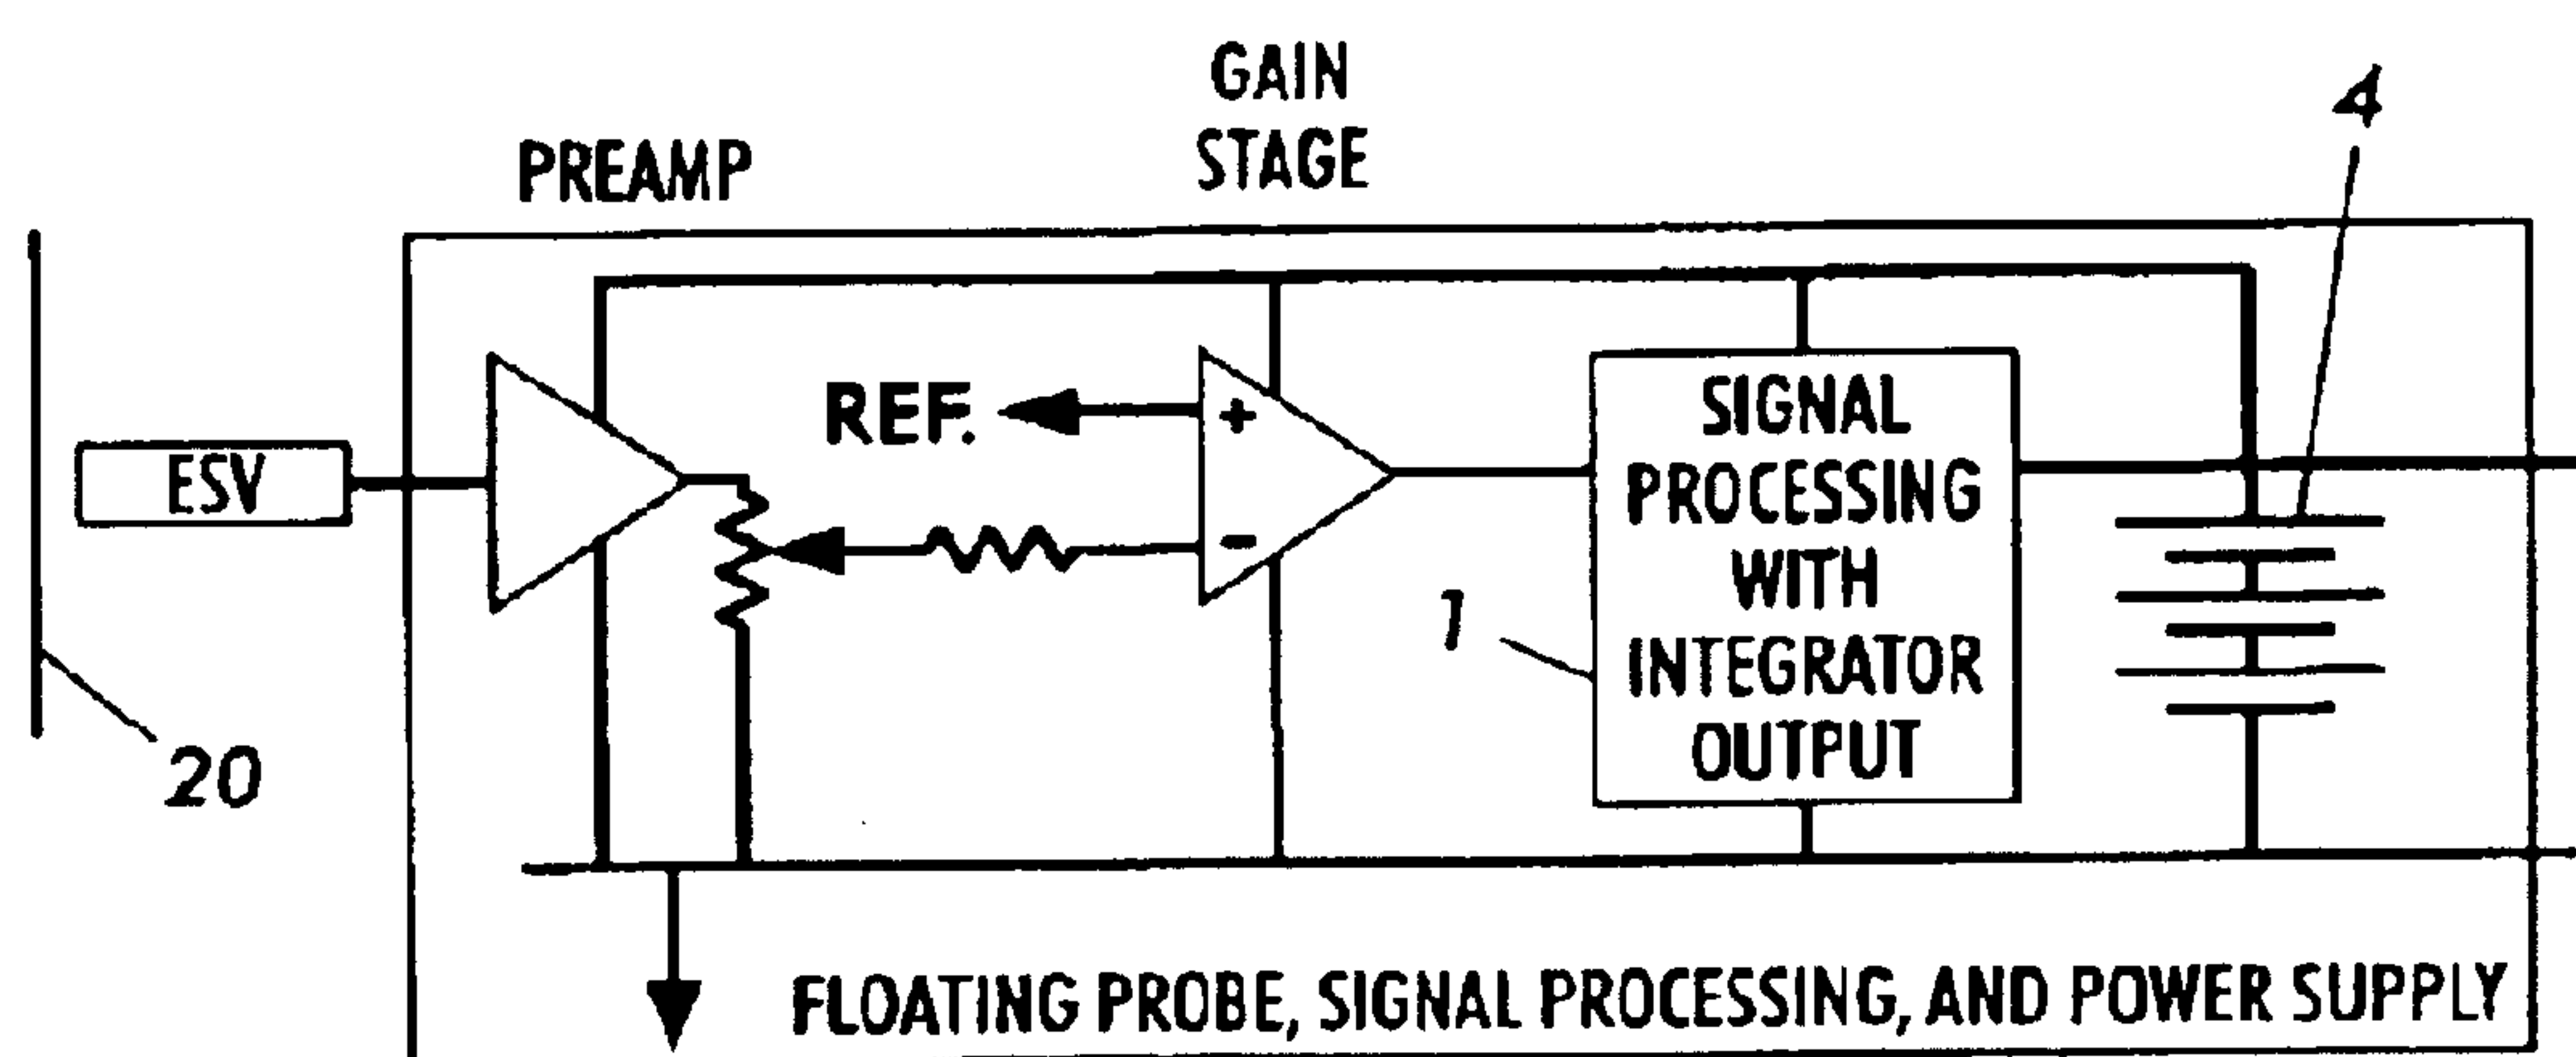 GAIN
STAGE
PREAMP
4
REF.
+
-
ESV
SIGNAL
PROCESSING
WITH
INTEGRATOR
OUTPUT
1
20
FLOATING PROBE, SIGNAL PROCESSING, AND POWER SUPPLY